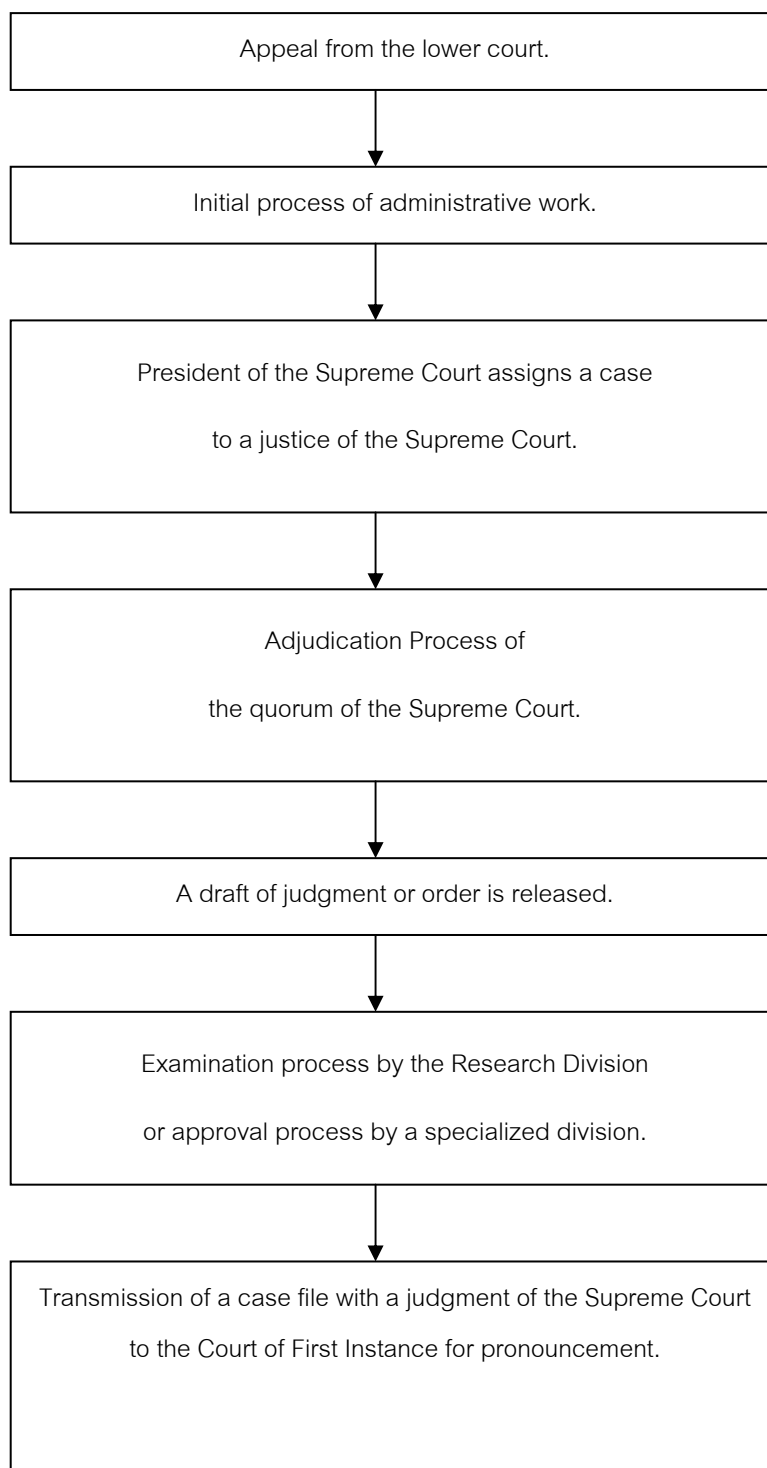 Appeal from the lower court.
Initial process of administrative work.
President of the Supreme Court assigns a case
to a justice of the Supreme Court.
Adjudication Process of
the quorum of the Supreme Court.
A draft of judgment or order is released.
Examination process by the Research Division
or approval process by a specialized division.
Transmission of a case file with a judgment of the Supreme Court
to the Court of First Instance for pronouncement.